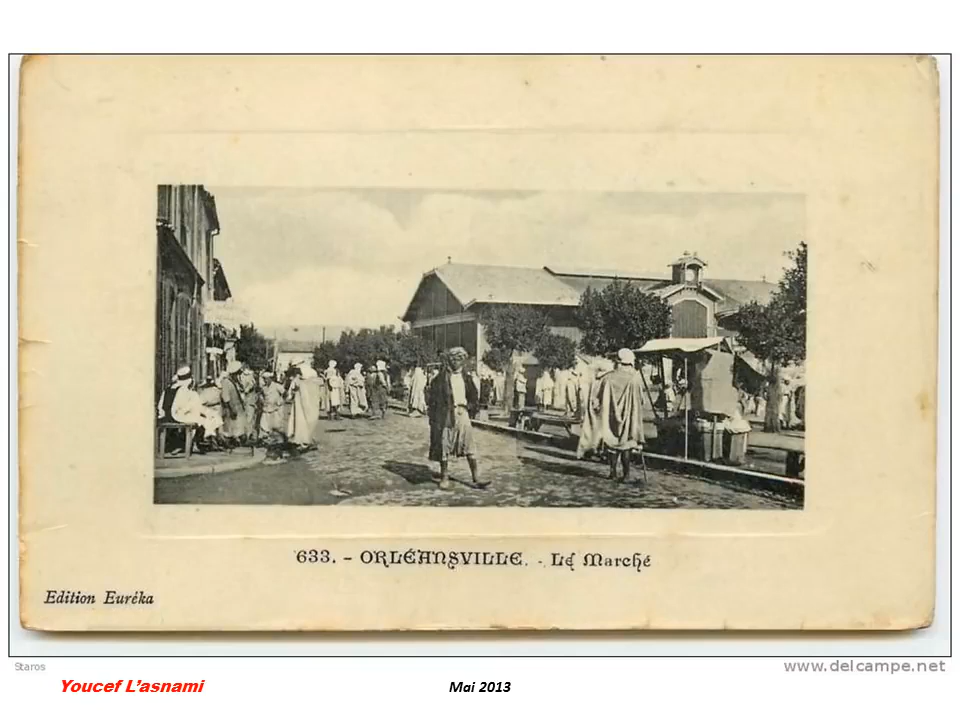 633. - ORLÉANSVILLE. - Le Marché
Edition Euréka
Staros
www.delcampe.net
Youcef L'asnami
Mai 2013